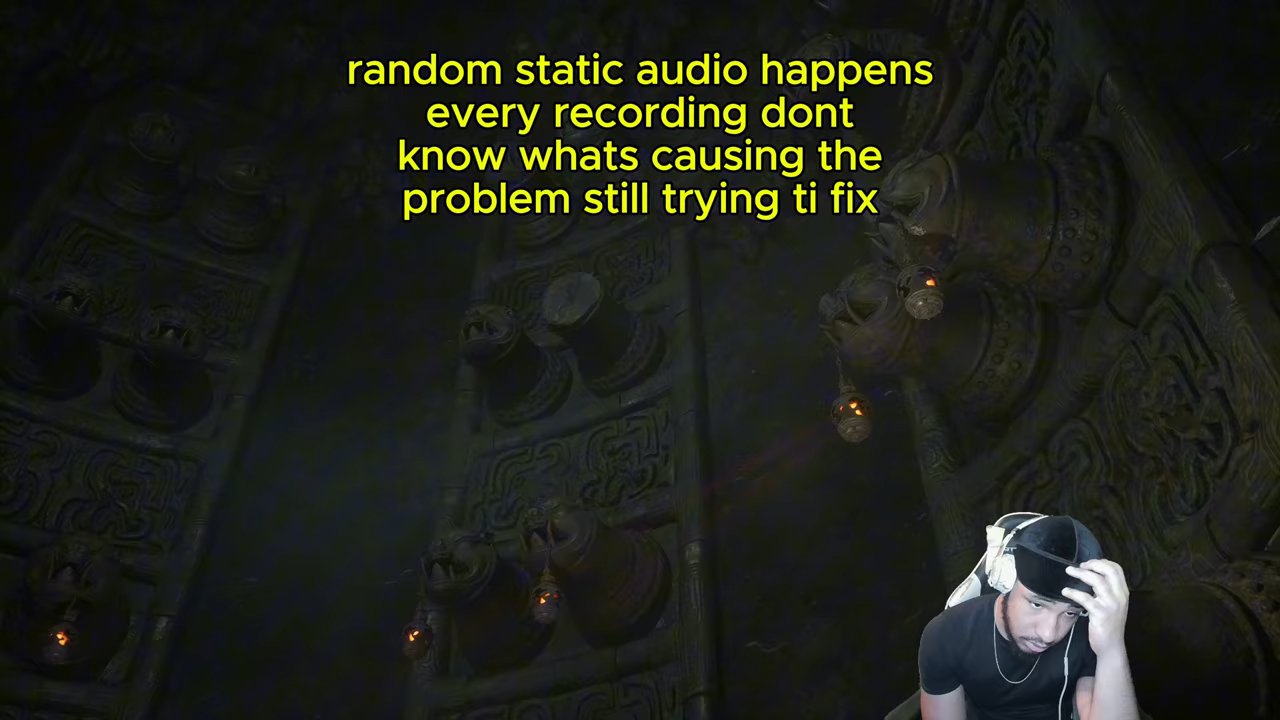 random static audio happens
every recording dont
know whats causing the
problem still trying ti fix